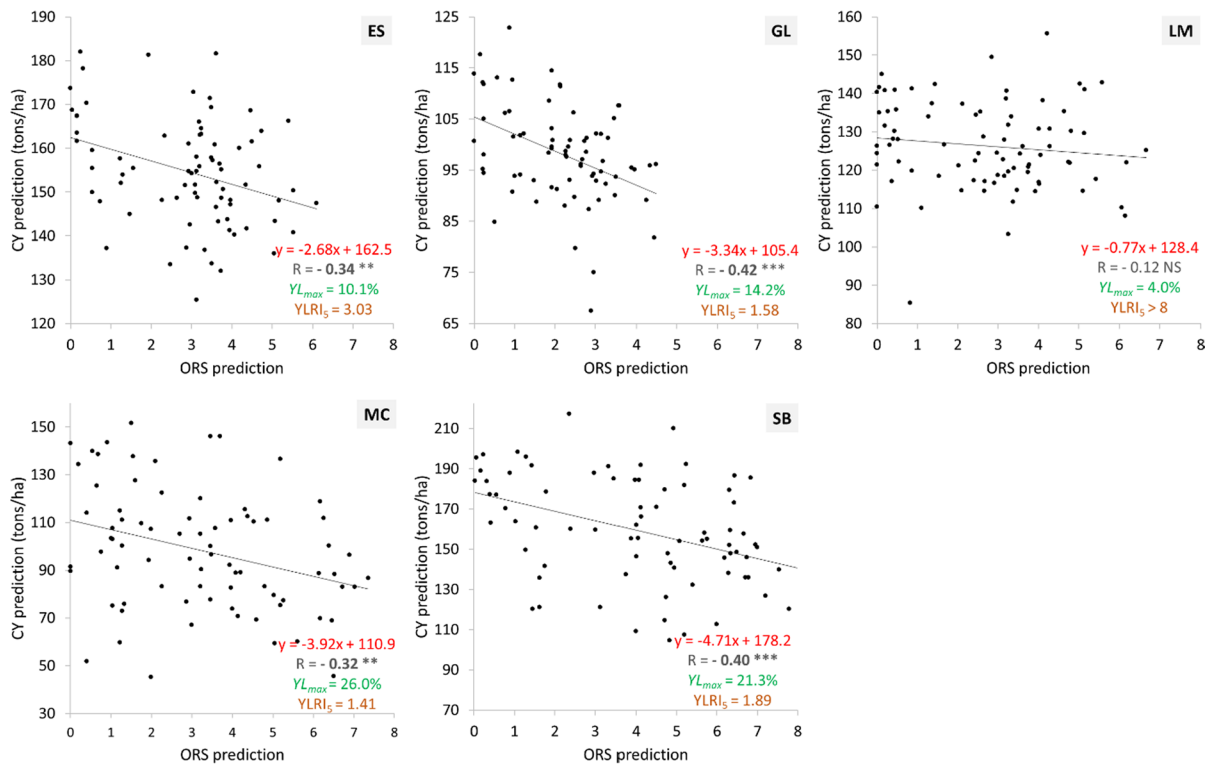 ES
CY prediction (tons/ha)
190
180
170
160
150
140
130
120
y = -2.68x + 162.5
R = - 0.34 **
YLmax = 10.1%
YLRI5 = 3.03
0 1 2 3 4 5 6 7 8
ORS prediction
GL
CY prediction (tons/ha)
125
115
105
95
85
75
65
y = -3.34x + 105.4
R = - 0.42 ***
YLmax = 14.2%
YLRI5 = 1.58
0 1 2 3 4 5 6 7 8
ORS prediction
LM
CY prediction (tons/ha)
160
150
140
130
120
110
100
90
80
y = -0.77x + 128.4
R = - 0.12 NS
YLmax = 4.0%
YLRI5 > 8
0 1 2 3 4 5 6 7 8
ORS prediction
MC
CY prediction (tons/ha)
150
130
110
90
70
50
30
y = -3.92x + 110.9
R = - 0.32 **
YLmax = 26.0%
YLRI5 = 1.41
0 1 2 3 4 5 6 7 8
ORS prediction
SB
CY prediction (tons/ha)
210
190
170
150
130
110
90
70
y = -4.71x + 178.2
R = - 0.40 ***
YLmax = 21.3%
YLRI5 = 1.89
0 1 2 3 4 5 6 7 8
ORS prediction